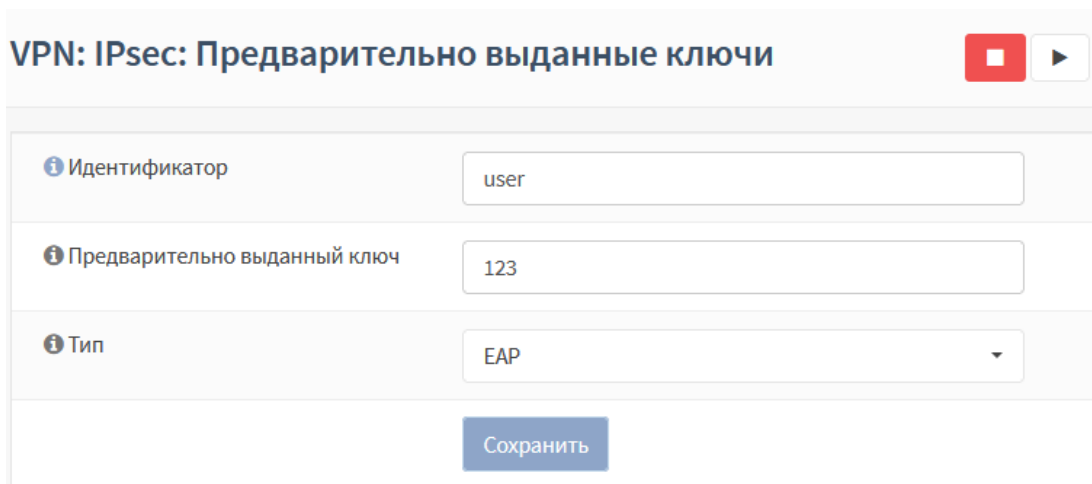 VPN: IPsec: Предварительно выданные ключи
Идентификатор
user
Предварительно выданный ключ
123
Тип
EAP
Сохранить